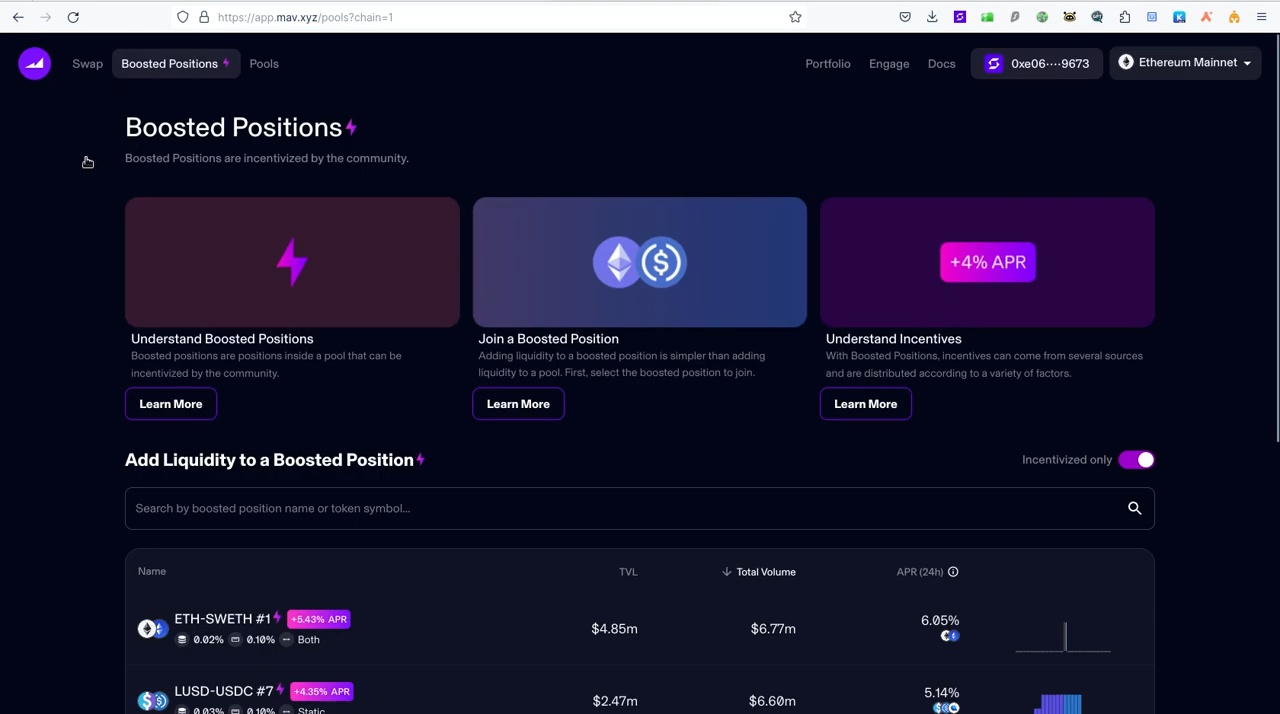 https://app.mav.xyz/pools?chain=1
Swap
Boosted Positions
Pools
Portfolio
Engage
Docs
0xe06····9673
Ethereum Mainnet
Boosted Positions
Boosted Positions are incentivized by the community.
+4% APR
Understand Boosted Positions
Boosted positions are positions inside a pool that can be
incentivized by the community.
Learn More
Join a Boosted Position
Adding liquidity to a boosted position is simpler than adding
liquidity to a pool. First, select the boosted position to join.
Learn More
Understand Incentives
With Boosted Positions, incentives can come from several sources
and are distributed according to a variety of factors.
Learn More
Add Liquidity to a Boosted Position
Incentivized only
Search by boosted position name or token symbol...
Name
TVL
Total Volume
APR (24h)
ETH-SWETH #1
+5.43% APR
0.02%
0.10%
Both
$4.85m
$6.77m
6.05%
LUSD-USDC #7
+4.35% APR
0.03%
0.10%
Static
$2.47m
$6.60m
5.14%